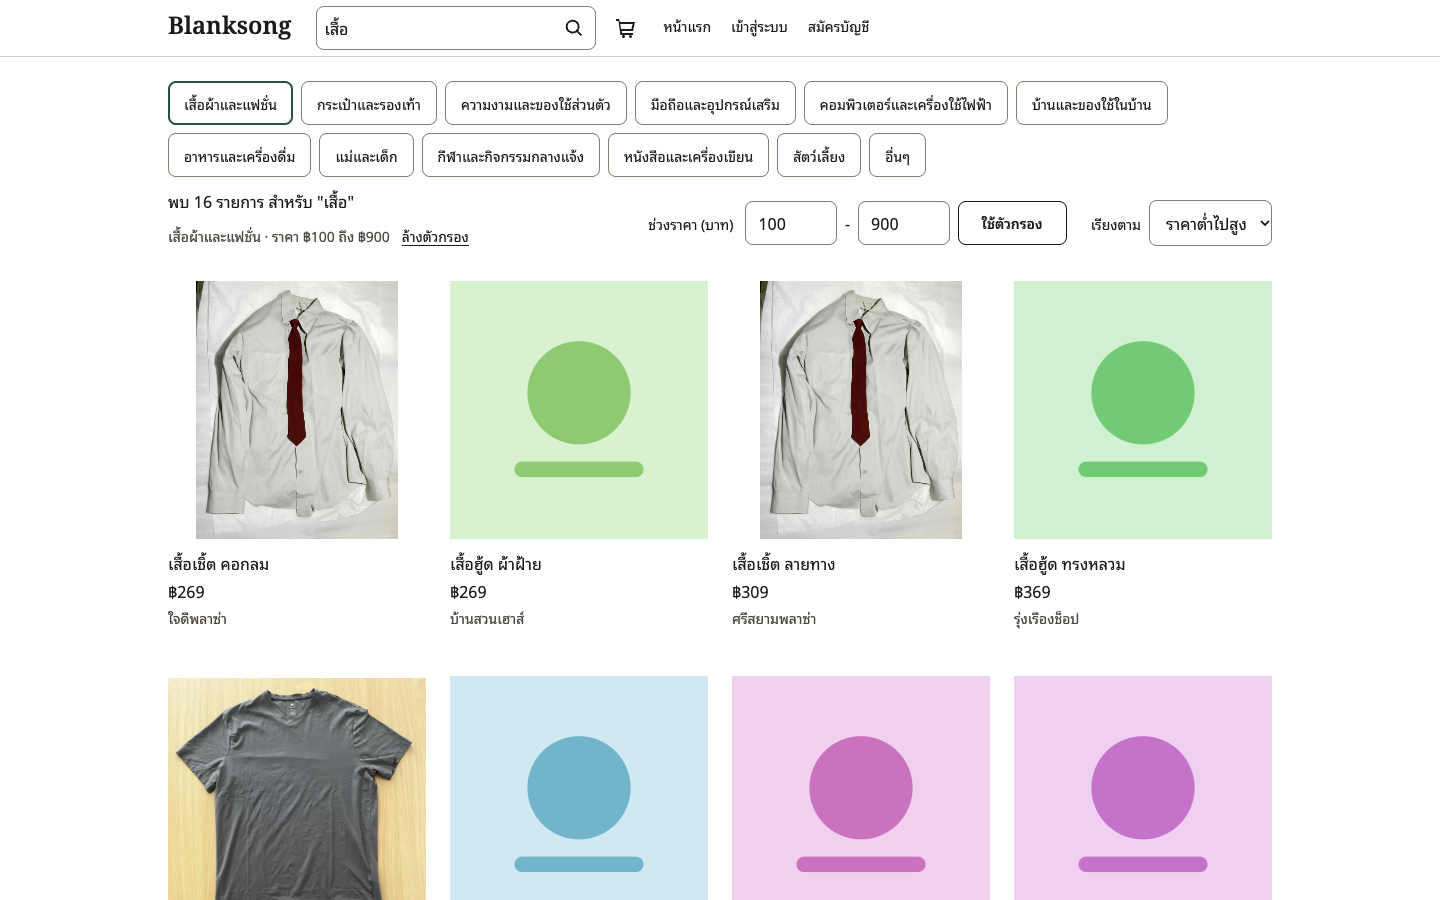 Blanksong
เสื้อ
หน้าแรก เข้าสู่ระบบ สมัครบัญชี
เสื้อผ้าและแฟชั่น กระเป๋าและรองเท้า ความงามและของใช้ส่วนตัว มือถือและอุปกรณ์เสริม คอมพิวเตอร์และเครื่องใช้ไฟฟ้า บ้านและของใช้ในบ้าน
อาหารและเครื่องดื่ม แม่และเด็ก กีฬาและกิจกรรมกลางแจ้ง หนังสือและเครื่องเขียน สัตว์เลี้ยง อื่นๆ
พบ 16 รายการ สำหรับ "เสื้อ"
เสื้อผ้าและแฟชั่น · ราคา ฿100 ถึง ฿900 ล้างตัวกรอง
ช่วงราคา (บาท) 100 - 900 ใช้ตัวกรอง เรียงตาม ราคาต่ำไปสูง
เสื้อเชิ้ต คอกลม
฿269
ใจดีพลาซ่า
เสื้อฮู้ด ผ้าฝ้าย
฿269
บ้านสวนเฮาส์
เสื้อเชิ้ต ลายทาง
฿309
ศรีสยามพลาซ่า
เสื้อฮู้ด ทรงหลวม
฿369
รุ่งเรืองช็อป